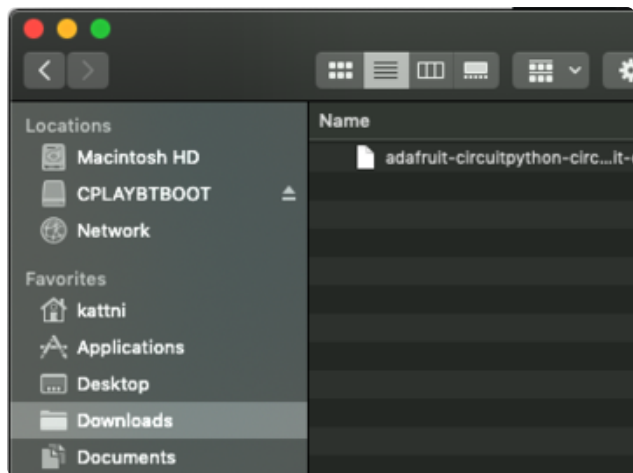 Locations
Macintosh HD
CPLAYBTBOOT
Network
Favorites
kattni
Applications
Desktop
Downloads
Documents
Name
adafruit-circuitpython-circ...it-